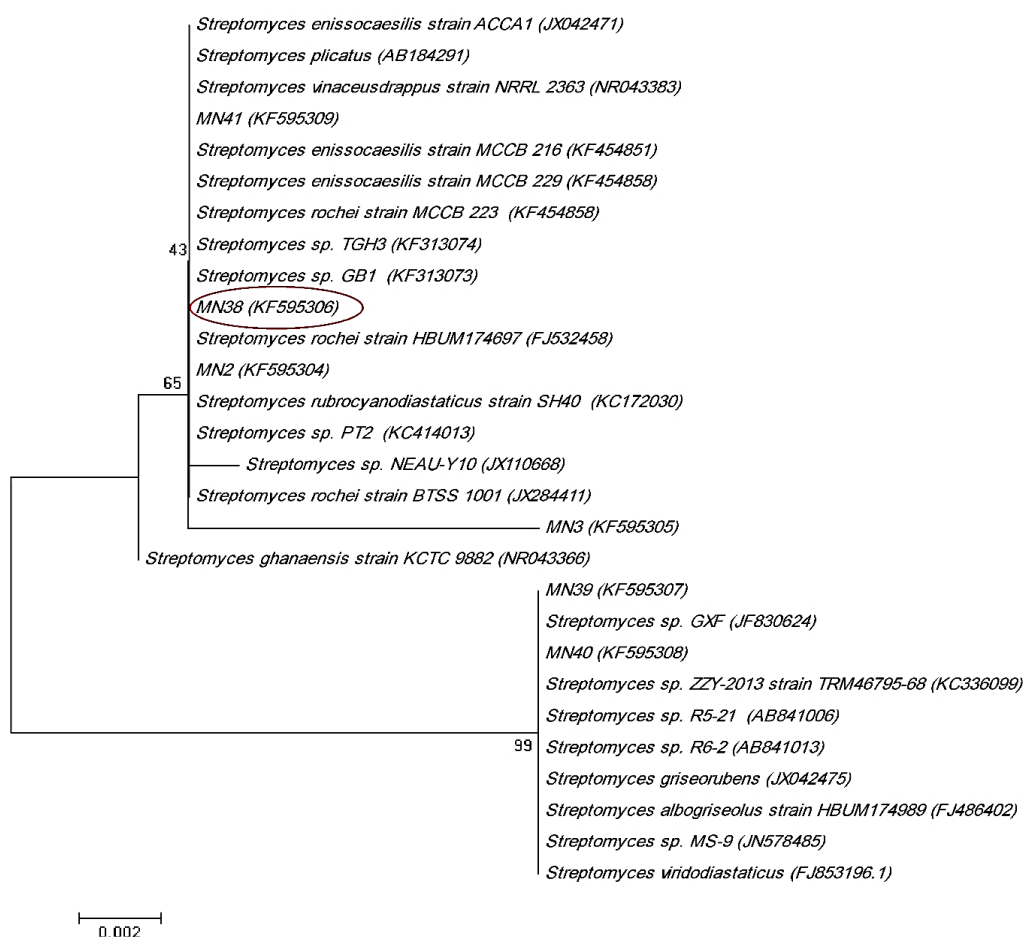 Streptomyces enissocaesilis strain ACCA1 (JX042471)
Streptomyces plicatus (AB184291)
Streptomyces vinaceusdrappus strain NRRL 2363 (NR043383)
MN41 (KF595309)
Streptomyces enissocaesilis strain MCCB 216 (KF454851)
Streptomyces enissocaesilis strain MCCB 229 (KF454858)
Streptomyces rochei strain MCCB 223 (KF454858)
43
Streptomyces sp. TGH3 (KF313074)
Streptomyces sp. GB1 (KF313073)
MN38 (KF595306)
Streptomyces rochei strain HBUM174697 (FJ532458)
MN2 (KF595304)
65
Streptomyces rubrocyanodiastaticus strain SH40 (KC172030)
Streptomyces sp. PT2 (KC414013)
Streptomyces sp. NEAU-Y10 (JX110668)
Streptomyces rochei strain BTSS 1001 (JX284411)
MN3 (KF595305)
Streptomyces ghanaensis strain KCTC 9882 (NR043366)
MN39 (KF595307)
Streptomyces sp. GXF (JF830624)
MN40 (KF595308)
Streptomyces sp. ZZY-2013 strain TRM46795-68 (KC336099)
Streptomyces sp. R5-21 (AB841006)
99
Streptomyces sp. R6-2 (AB841013)
Streptomyces griseorubens (JX042475)
Streptomyces albogriseolus strain HBUM174989 (FJ486402)
Streptomyces sp. MS-9 (JN578485)
Streptomyces viridodiastaticus (FJ853196.1)
0.002